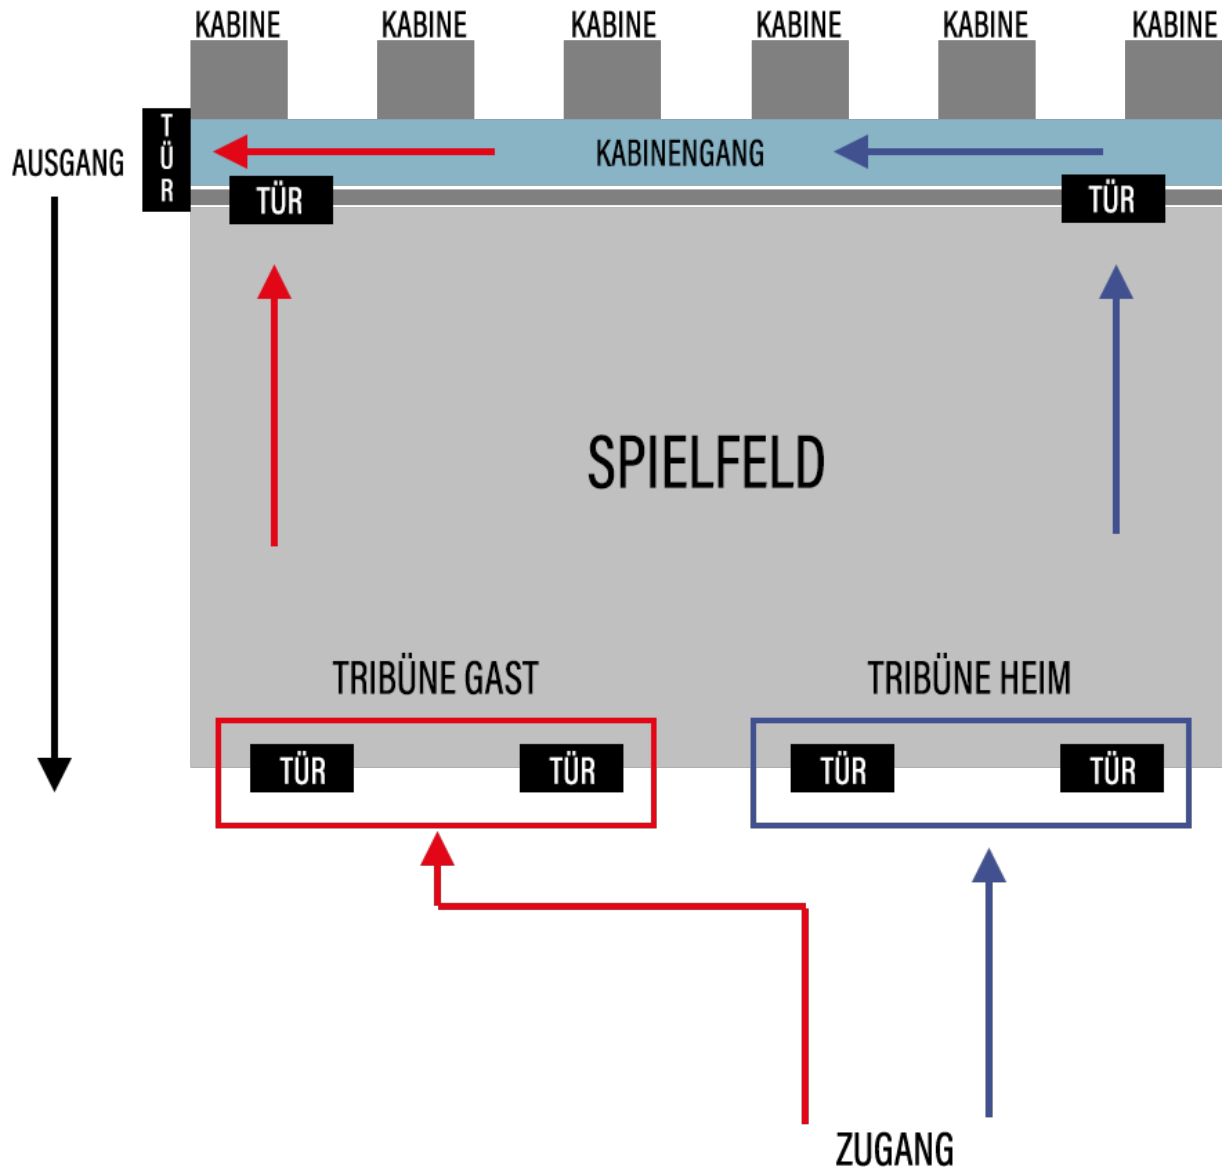 KABINE KABINE KABINE KABINE KABINE KABINE
TÜR
AUSGANG
KABINENGANG
TÜR TÜR
SPIELFELD
TRIBÜNE GAST TRIBÜNE HEIM
TÜR TÜR TÜR TÜR
ZUGANG